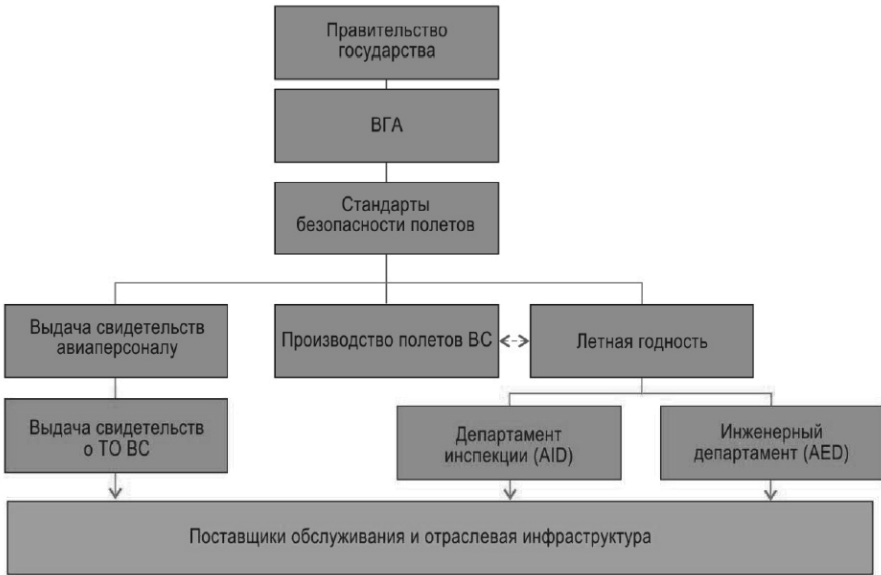 Правительство
государства
ВГА
Стандарты
безопасности полетов
Выдача свидетельств
авиаперсоналу
Производство полетов ВС
Летная годность
Выдача свидетельств
о ТО ВС
Департамент
инспекции (AID)
Инженерный
департамент (AED)
Поставщики обслуживания и отраслевая инфраструктура